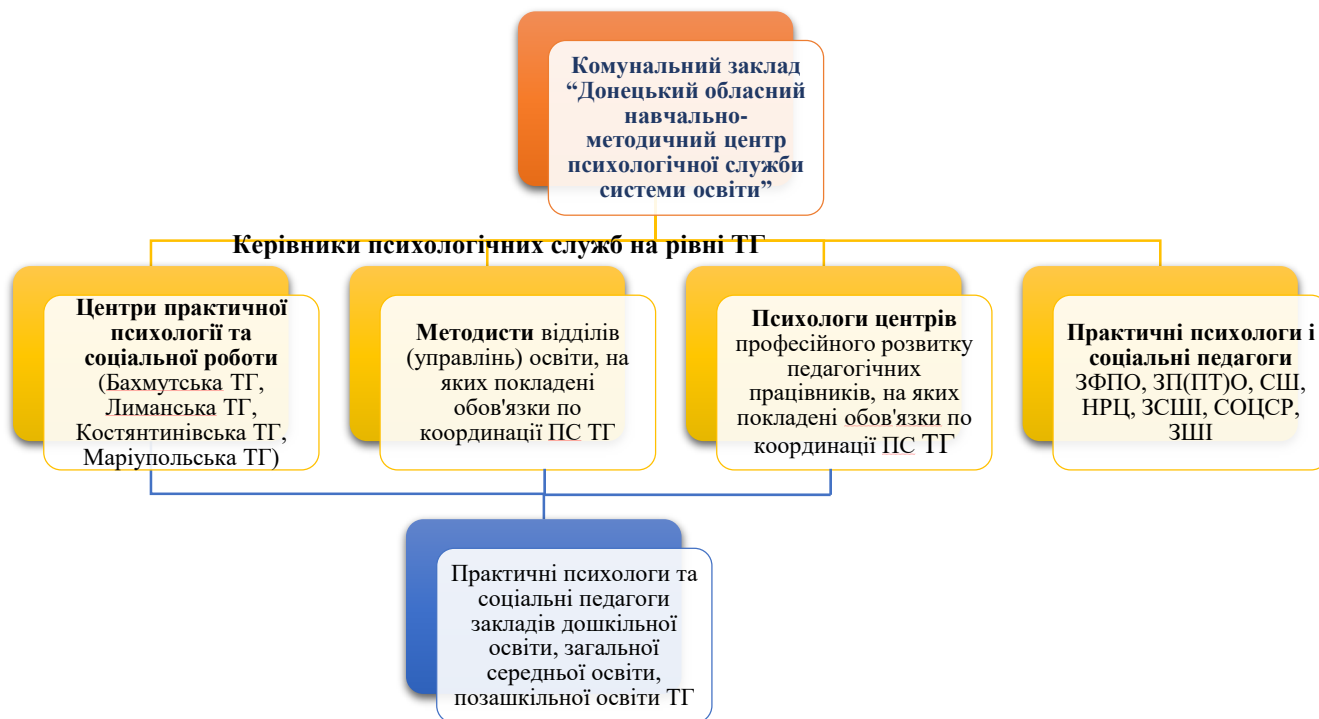 Комунальний заклад
“Донецький обласний
навчально-
методичний центр
психологічної служби
системи освіти”
Керівники психологічних служб на рівні ТГ
Центри практичної
психології та
соціальної роботи
(Бахмутська ТГ,
Лиманська ТГ,
Костянтинівська ТГ,
Маріупольська ТГ)
Методисти відділів
(управлінь) освіти, на
яких покладені
обов'язки по
координації ПС ТГ
Психологи центрів
професійного розвитку
педагогічних
працівників, на яких
покладені обов'язки по
координації ПС ТГ
Практичні психологи і
соціальні педагоги
ЗФПО, ЗП(ПТ)О, СШ,
НРЦ, ЗСШІ, СОЦСР,
ЗШІ
Практичні психологи та
соціальні педагоги
закладів дошкільної
освіти, загальної
середньої освіти,
позашкільної освіти ТГ